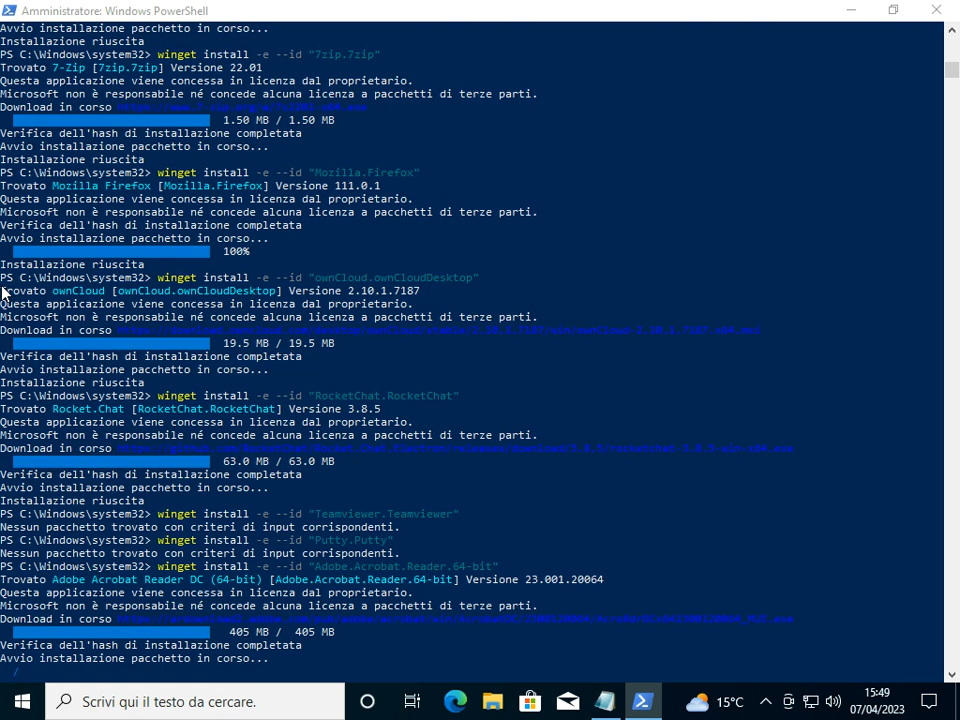 Amministratore: Windows PowerShell
Avvio installazione pacchetto in corso...
Installazione riuscita
PS C:\Windows\system32> winget install -e --id "7zip.7zip"
Trovato 7-Zip [7zip.7zip] Versione 22.01
Questa applicazione viene concessa in licenza dal proprietario.
Microsoft non è responsabile né concede alcuna licenza a pacchetti di terze parti.
Download in corso
1.50 MB / 1.50 MB
Verifica dell'hash di installazione completata
Avvio installazione pacchetto in corso...
Installazione riuscita
PS C:\Windows\system32> winget install -e --id "Mozilla.Firefox"
Trovato Mozilla Firefox [Mozilla.Firefox] Versione 111.0.1
Questa applicazione viene concessa in licenza dal proprietario.
Microsoft non è responsabile né concede alcuna licenza a pacchetti di terze parti.
Verifica dell'hash di installazione completata
Avvio installazione pacchetto in corso...
100%
Installazione riuscita
PS C:\Windows\system32> winget install -e --id "ownCloud.ownCloudDesktop"
Trovato ownCloud [ownCloud.ownCloudDesktop] Versione 2.10.1.7187
Questa applicazione viene concessa in licenza dal proprietario.
Microsoft non è responsabile né concede alcuna licenza a pacchetti di terze parti.
Download in corso
19.5 MB / 19.5 MB
Verifica dell'hash di installazione completata
Avvio installazione pacchetto in corso...
Installazione riuscita
PS C:\Windows\system32> winget install -e --id "RocketChat.RocketChat"
Trovato Rocket.Chat [RocketChat.RocketChat] Versione 3.8.5
Questa applicazione viene concessa in licenza dal proprietario.
Microsoft non è responsabile né concede alcuna licenza a pacchetti di terze parti.
Download in corso
63.0 MB / 63.0 MB
Verifica dell'hash di installazione completata
Avvio installazione pacchetto in corso...
Installazione riuscita
PS C:\Windows\system32> winget install -e --id "Teamviewer.Teamviewer"
Nessun pacchetto trovato con criteri di input corrispondenti.
PS C:\Windows\system32> winget install -e --id "Putty.Putty"
Nessun pacchetto trovato con criteri di input corrispondenti.
PS C:\Windows\system32> winget install -e --id "Adobe.Acrobat.Reader.64-bit"
Trovato Adobe Acrobat Reader DC (64-bit) [Adobe.Acrobat.Reader.64-bit] Versione 23.001.20064
Questa applicazione viene concessa in licenza dal proprietario.
Microsoft non è responsabile né concede alcuna licenza a pacchetti di terze parti.
Download in corso
405 MB / 405 MB
Verifica dell'hash di installazione completata
Avvio installazione pacchetto in corso...
/
Scrivi qui il testo da cercare.
15°C
15:49
07/04/2023